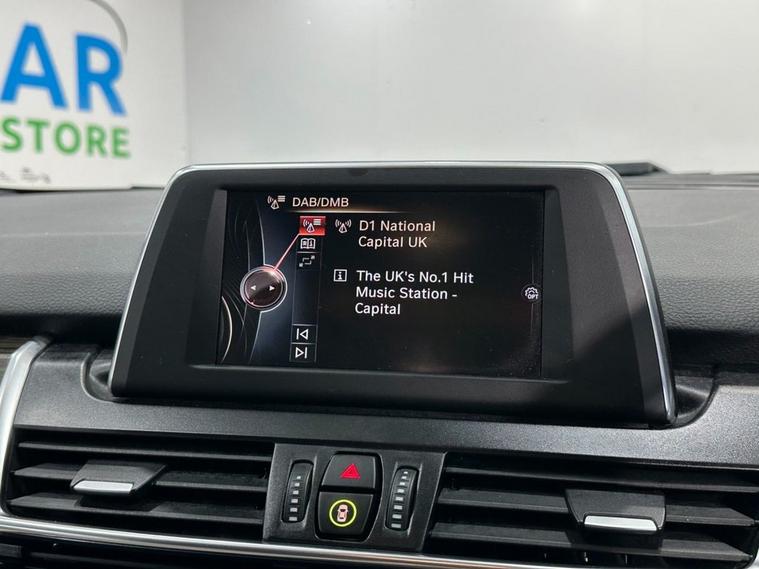 AR
STORE
DAB/DMB
D1 National
Capital UK
The UK's No.1 Hit
Music Station -
Capital
OPT